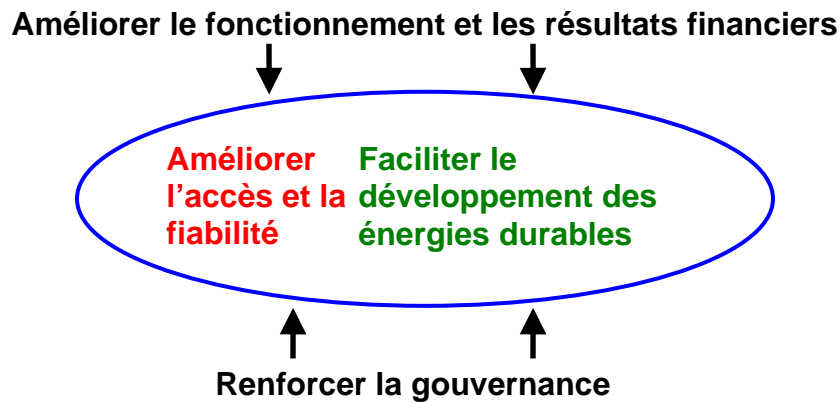 Améliorer le fonctionnement et les résultats financiers
Améliorer
l’accès et la
fiabilité
Faciliter le
développement des
énergies durables
Renforcer la gouvernance